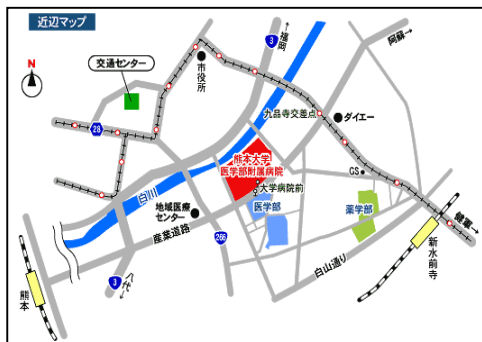 近辺マップ
N
交通センター
市役所
3
←福岡
阿蘇→
九品寺交差点
ダイエー
28
熊本大学
医学部附属病院
大学病院前
GS
白川
地域医療
センター
医学部
薬学部
健軍→
産業道路
266
新水前寺
白山通り
熊本
3
八代→